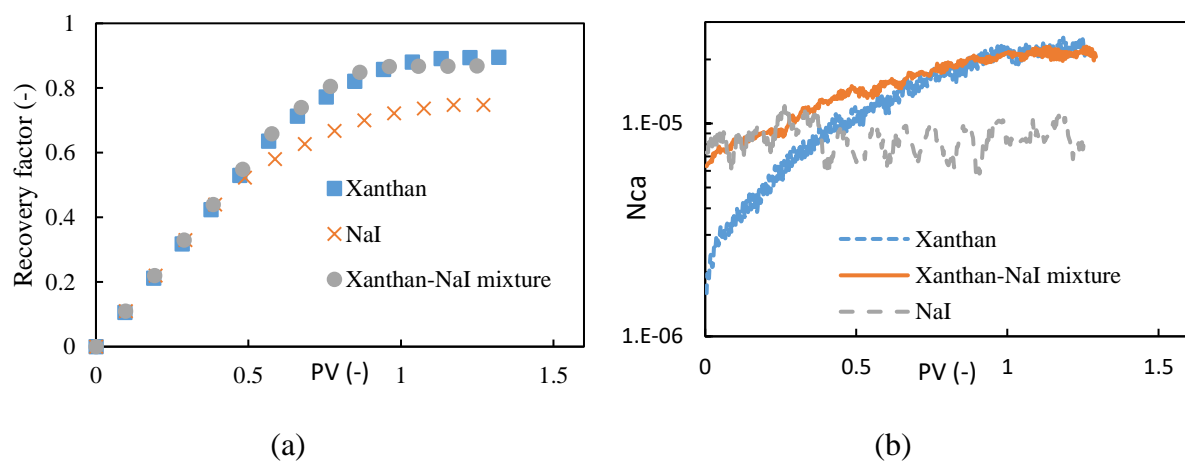 1
0.8
0.6
0.4
0.2
0
Recovery factor (-)
Xanthan
NaI
Xanthan-NaI mixture
0
0.5
PV (-)
1
1.5
(a)
1.E-05
1.E-06
Nca
Xanthan
Xanthan-NaI mixture
NaI
0
0.5
PV (-)
1
1.5
(b)